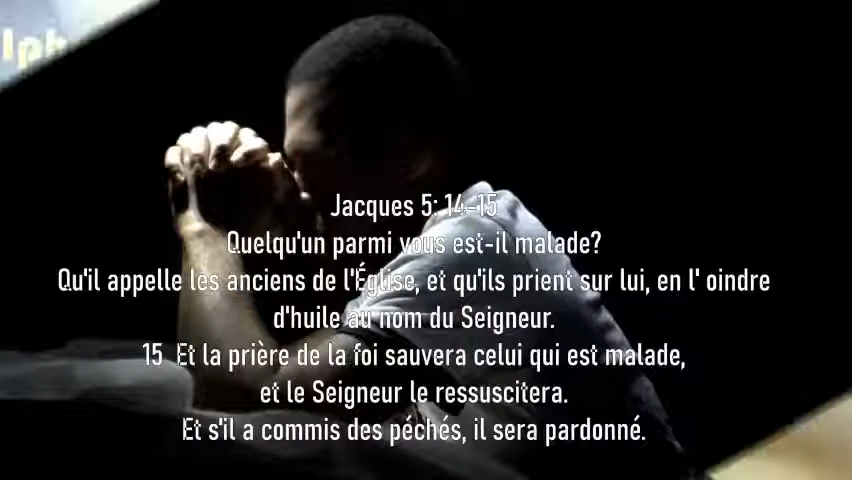 Jacques 5: 14-15
Quelqu'un parmi vous est-il malade?
Qu'il appelle les anciens de l'Église, et qu'ils prient sur lui, en l' oindre
d'huile au nom du Seigneur.
15 Et la prière de la foi sauvera celui qui est malade,
et le Seigneur le ressuscitera.
Et s'il a commis des péchés, il sera pardonné.